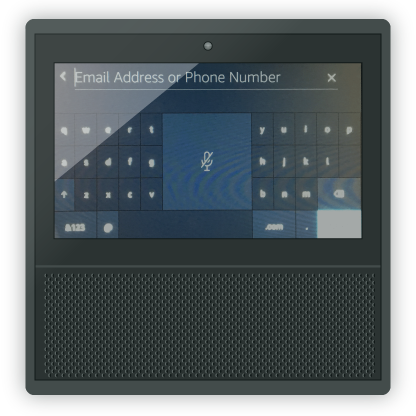 Email Address or Phone Number
q w e r t y u i o p
a s d f g h j k l
z x c v b n m
&123 @ .com .